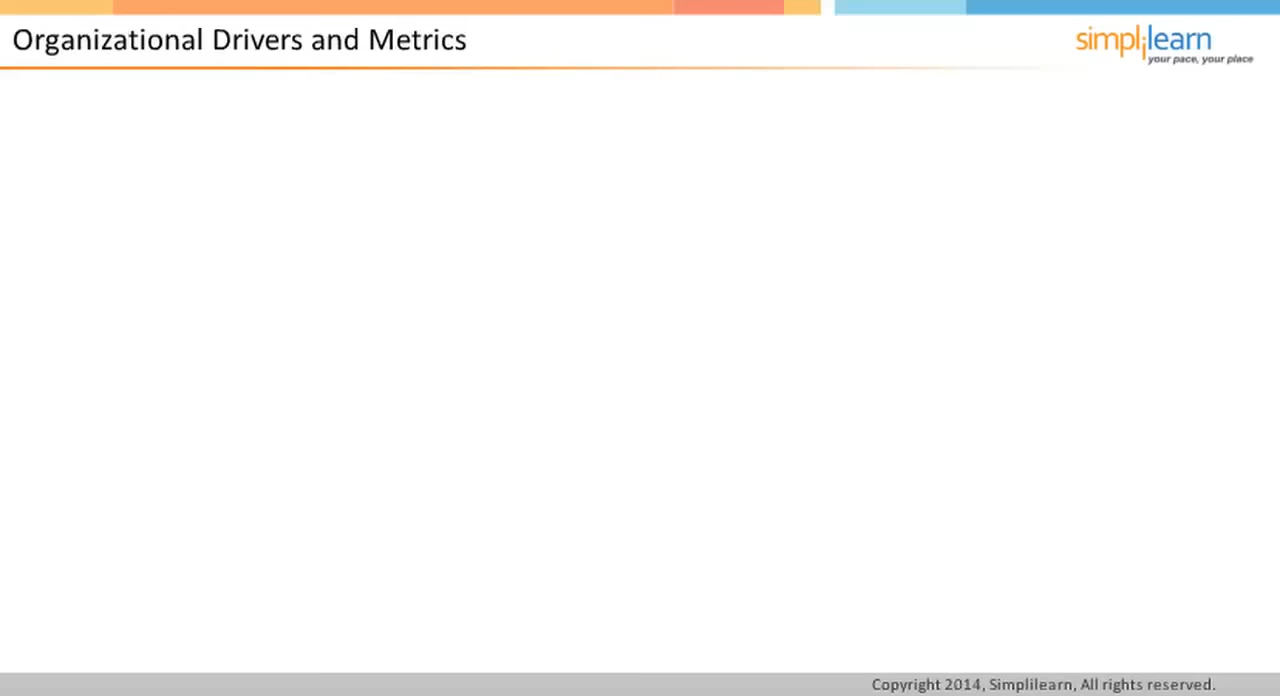 Organizational Drivers and Metrics
simplilearn
your pace, your place
Copyright 2014, Simplilearn, All rights reserved.